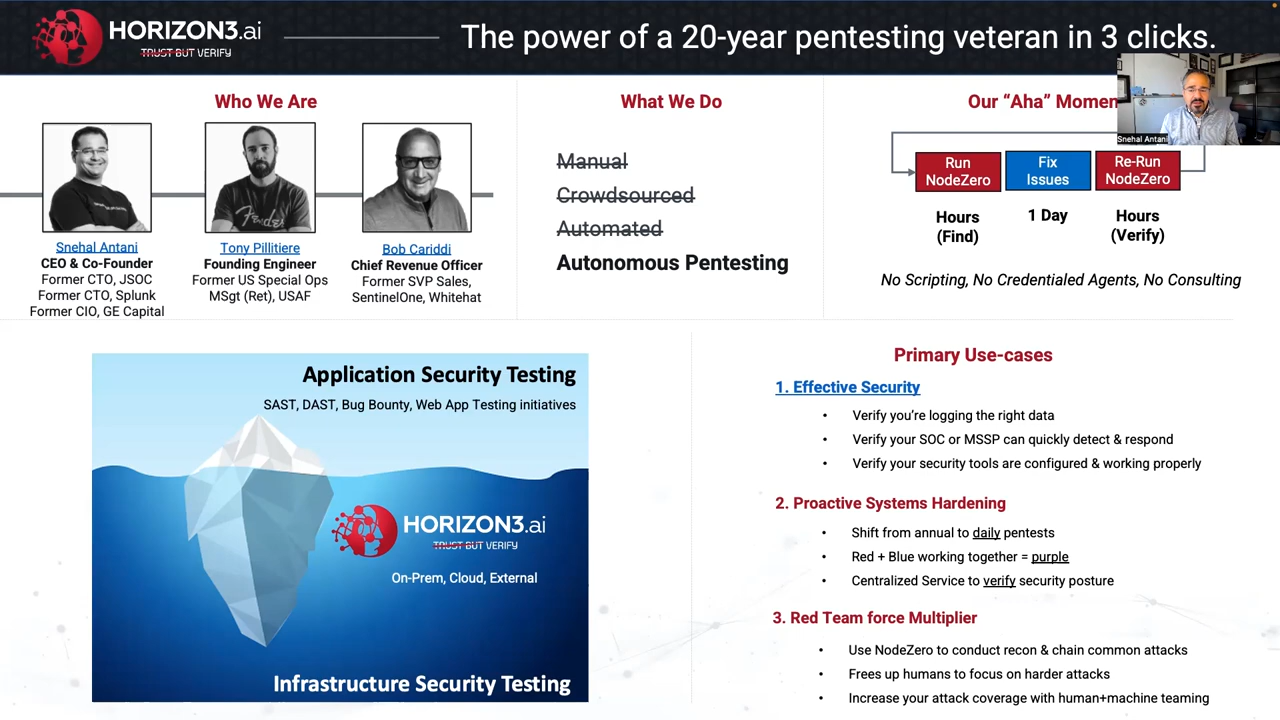 HORIZON3.ai
TRUST BUT VERIFY
The power of a 20-year pentesting veteran in 3 clicks.
Who We Are
Snehal Antani
CEO & Co-Founder
Former CTO, JSOC
Former CTO, Splunk
Former CIO, GE Capital
Tony Pillitiere
Founding Engineer
Former US Special Ops
MSgt (Ret), USAF
Bob Cariddi
Chief Revenue Officer
Former SVP Sales,
SentinelOne, Whitehat
What We Do
Manual
Crowdsourced
Automated
Autonomous Pentesting
Our “Aha” Momen
Snehal Antani
Run
NodeZero
Fix
Issues
Re-Run
NodeZero
Hours
(Find)
1 Day
Hours
(Verify)
No Scripting, No Credentialed Agents, No Consulting
Application Security Testing
SAST, DAST, Bug Bounty, Web App Testing initiatives
HORIZON3.ai
TRUST BUT VERIFY
On-Prem, Cloud, External
Infrastructure Security Testing
Primary Use-cases
1. Effective Security
• Verify you’re logging the right data
• Verify your SOC or MSSP can quickly detect & respond
• Verify your security tools are configured & working properly
2. Proactive Systems Hardening
• Shift from annual to daily pentests
• Red + Blue working together = purple
• Centralized Service to verify security posture
3. Red Team force Multiplier
• Use NodeZero to conduct recon & chain common attacks
• Frees up humans to focus on harder attacks
• Increase your attack coverage with human+machine teaming